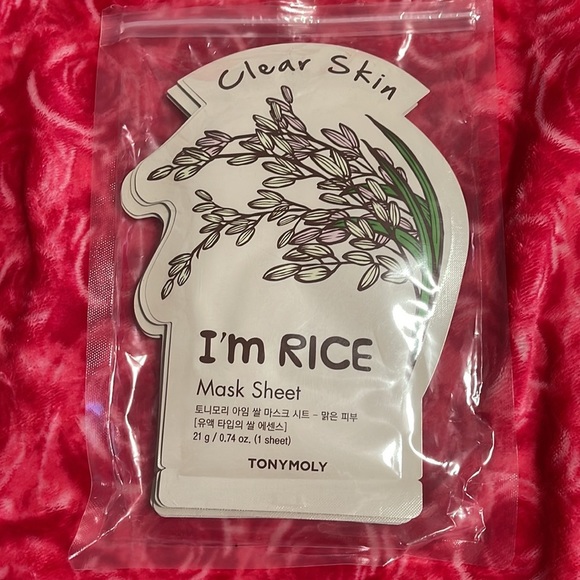 Clear Skin
I'm RICE
Mask Sheet
토니모리 아임 쌀 마스크 시트 - 맑은 피부
[유액 타입의 쌀 에센스]
21 g / 0.74 oz. (1 sheet)
TONYMOLY